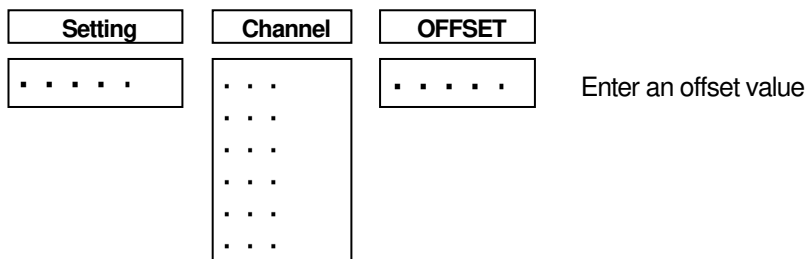 Setting Channel OFFSET
. . . . . . . . . . . . . Enter an offset value
. . .
. . .
. . .
. . .
. . .